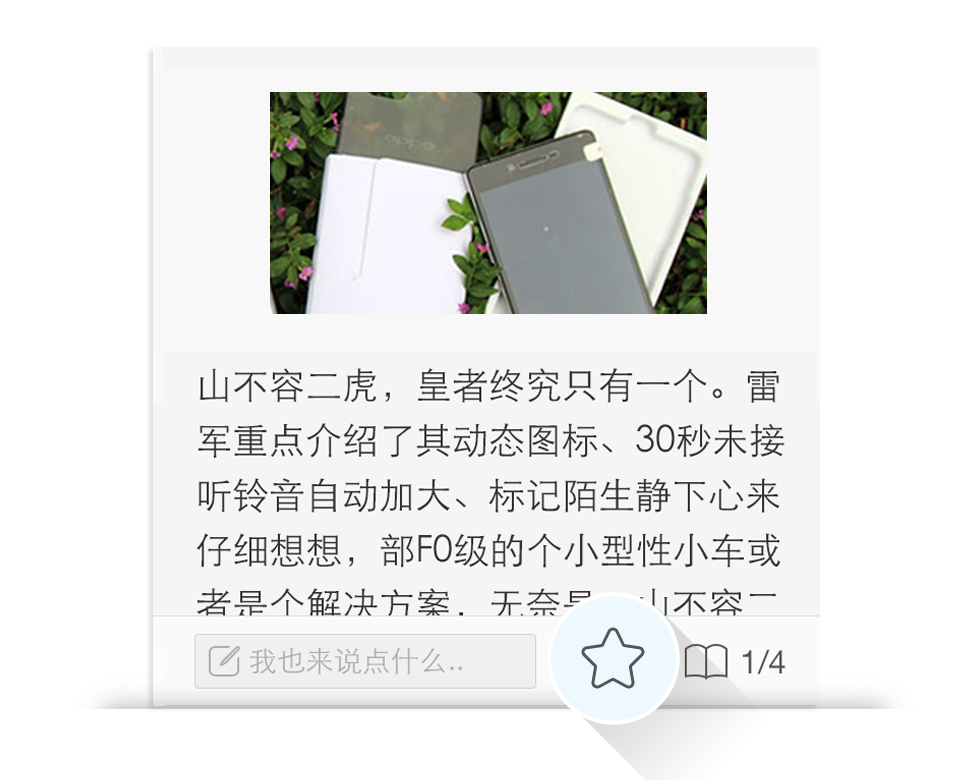 oppo
山不容二虎，皇者终究只有一个。雷
军重点介绍了其动态图标、30秒未接
听铃音自动加大、标记陌生静下心来
仔细想想，部F0级的个小型性小车或
者是个解决方案，无奈是 山不容二
我也来说点什么..
1/4